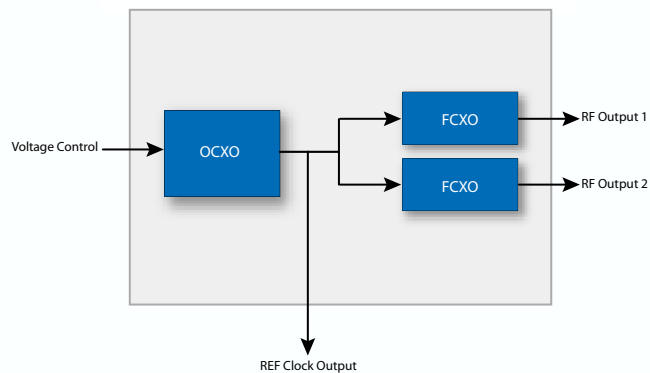 Voltage Control
OCXO
FCXO
RF Output 1
FCXO
RF Output 2
REF Clock Output